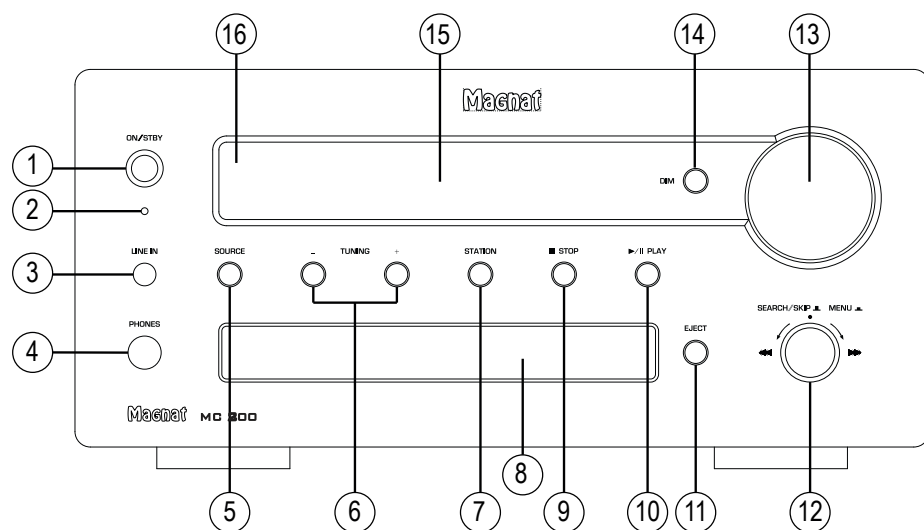 16 15 14 13
Magnat
ON/STBY
1
DIM
2
LINE IN SOURCE - TUNING + STATION ■ STOP ▶/II PLAY
3
SEARCH/SKIP MENU
PHONES EJECT
4
◀◀ ▶▶
Magnat MC 200
5 6 7 8 9 10 11 12